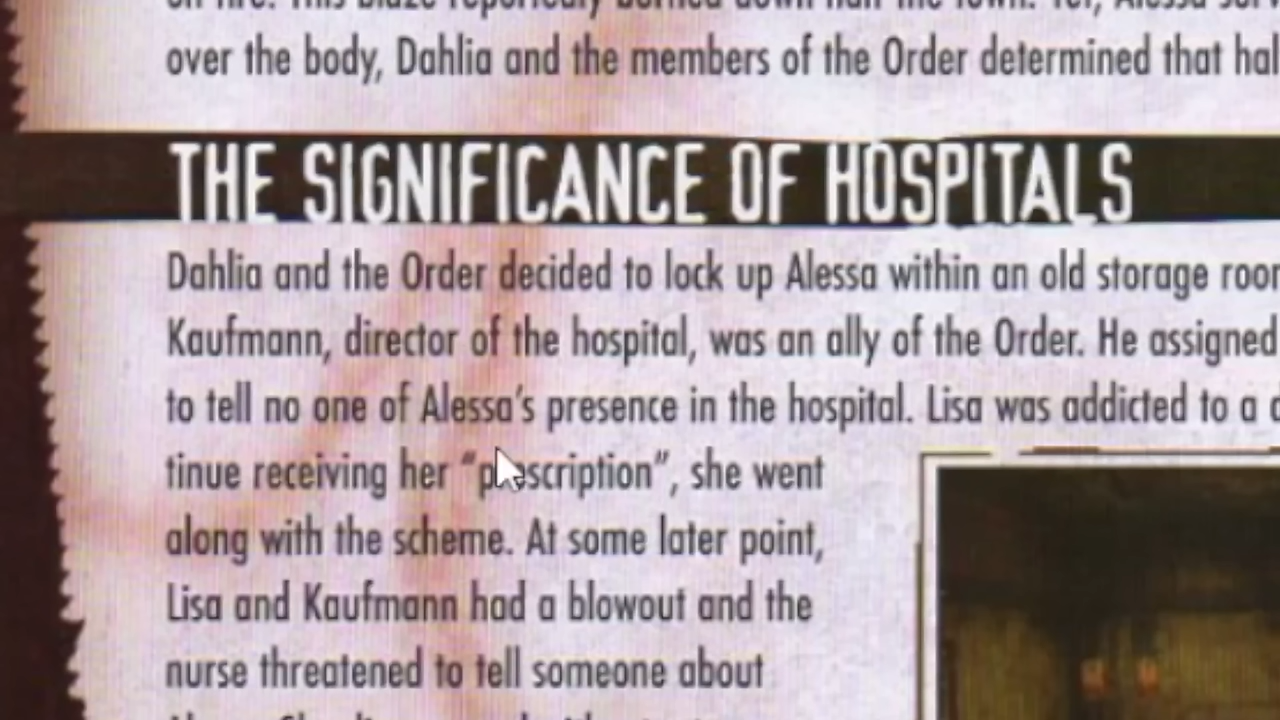 over the body, Dahlia and the members of the Order determined that
THE SIGNIFICANCE OF HOSPITALS
Dahlia and the Order decided to lock up Alessa within an old storage
Kaufmann, director of the hospital, was an ally of the Order. He assigned
to tell no one of Alessa's presence in the hospital. Lisa was addicted to a
tinue receiving her “prescription”, she went
along with the scheme. At some later point,
Lisa and Kaufmann had a blowout and the
nurse threatened to tell someone about